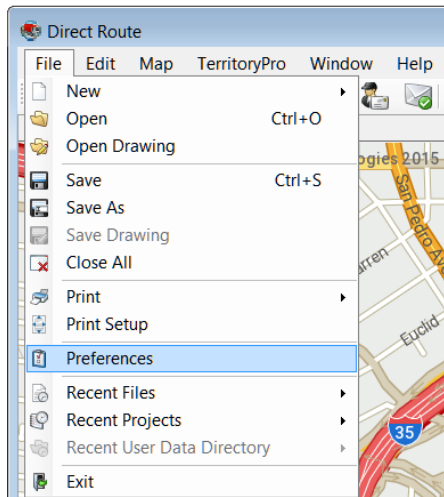 Direct Route
File Edit Map TerritoryPro Window Help
New
Open Ctrl+O
Open Drawing
ogies 2015
Save Ctrl+S
San Pedro Av
Save As
Save Drawing
Close All
arren
Print
Print Setup
Euclid
Preferences
Recent Files
Recent Projects
35
Recent User Data Directory
Exit